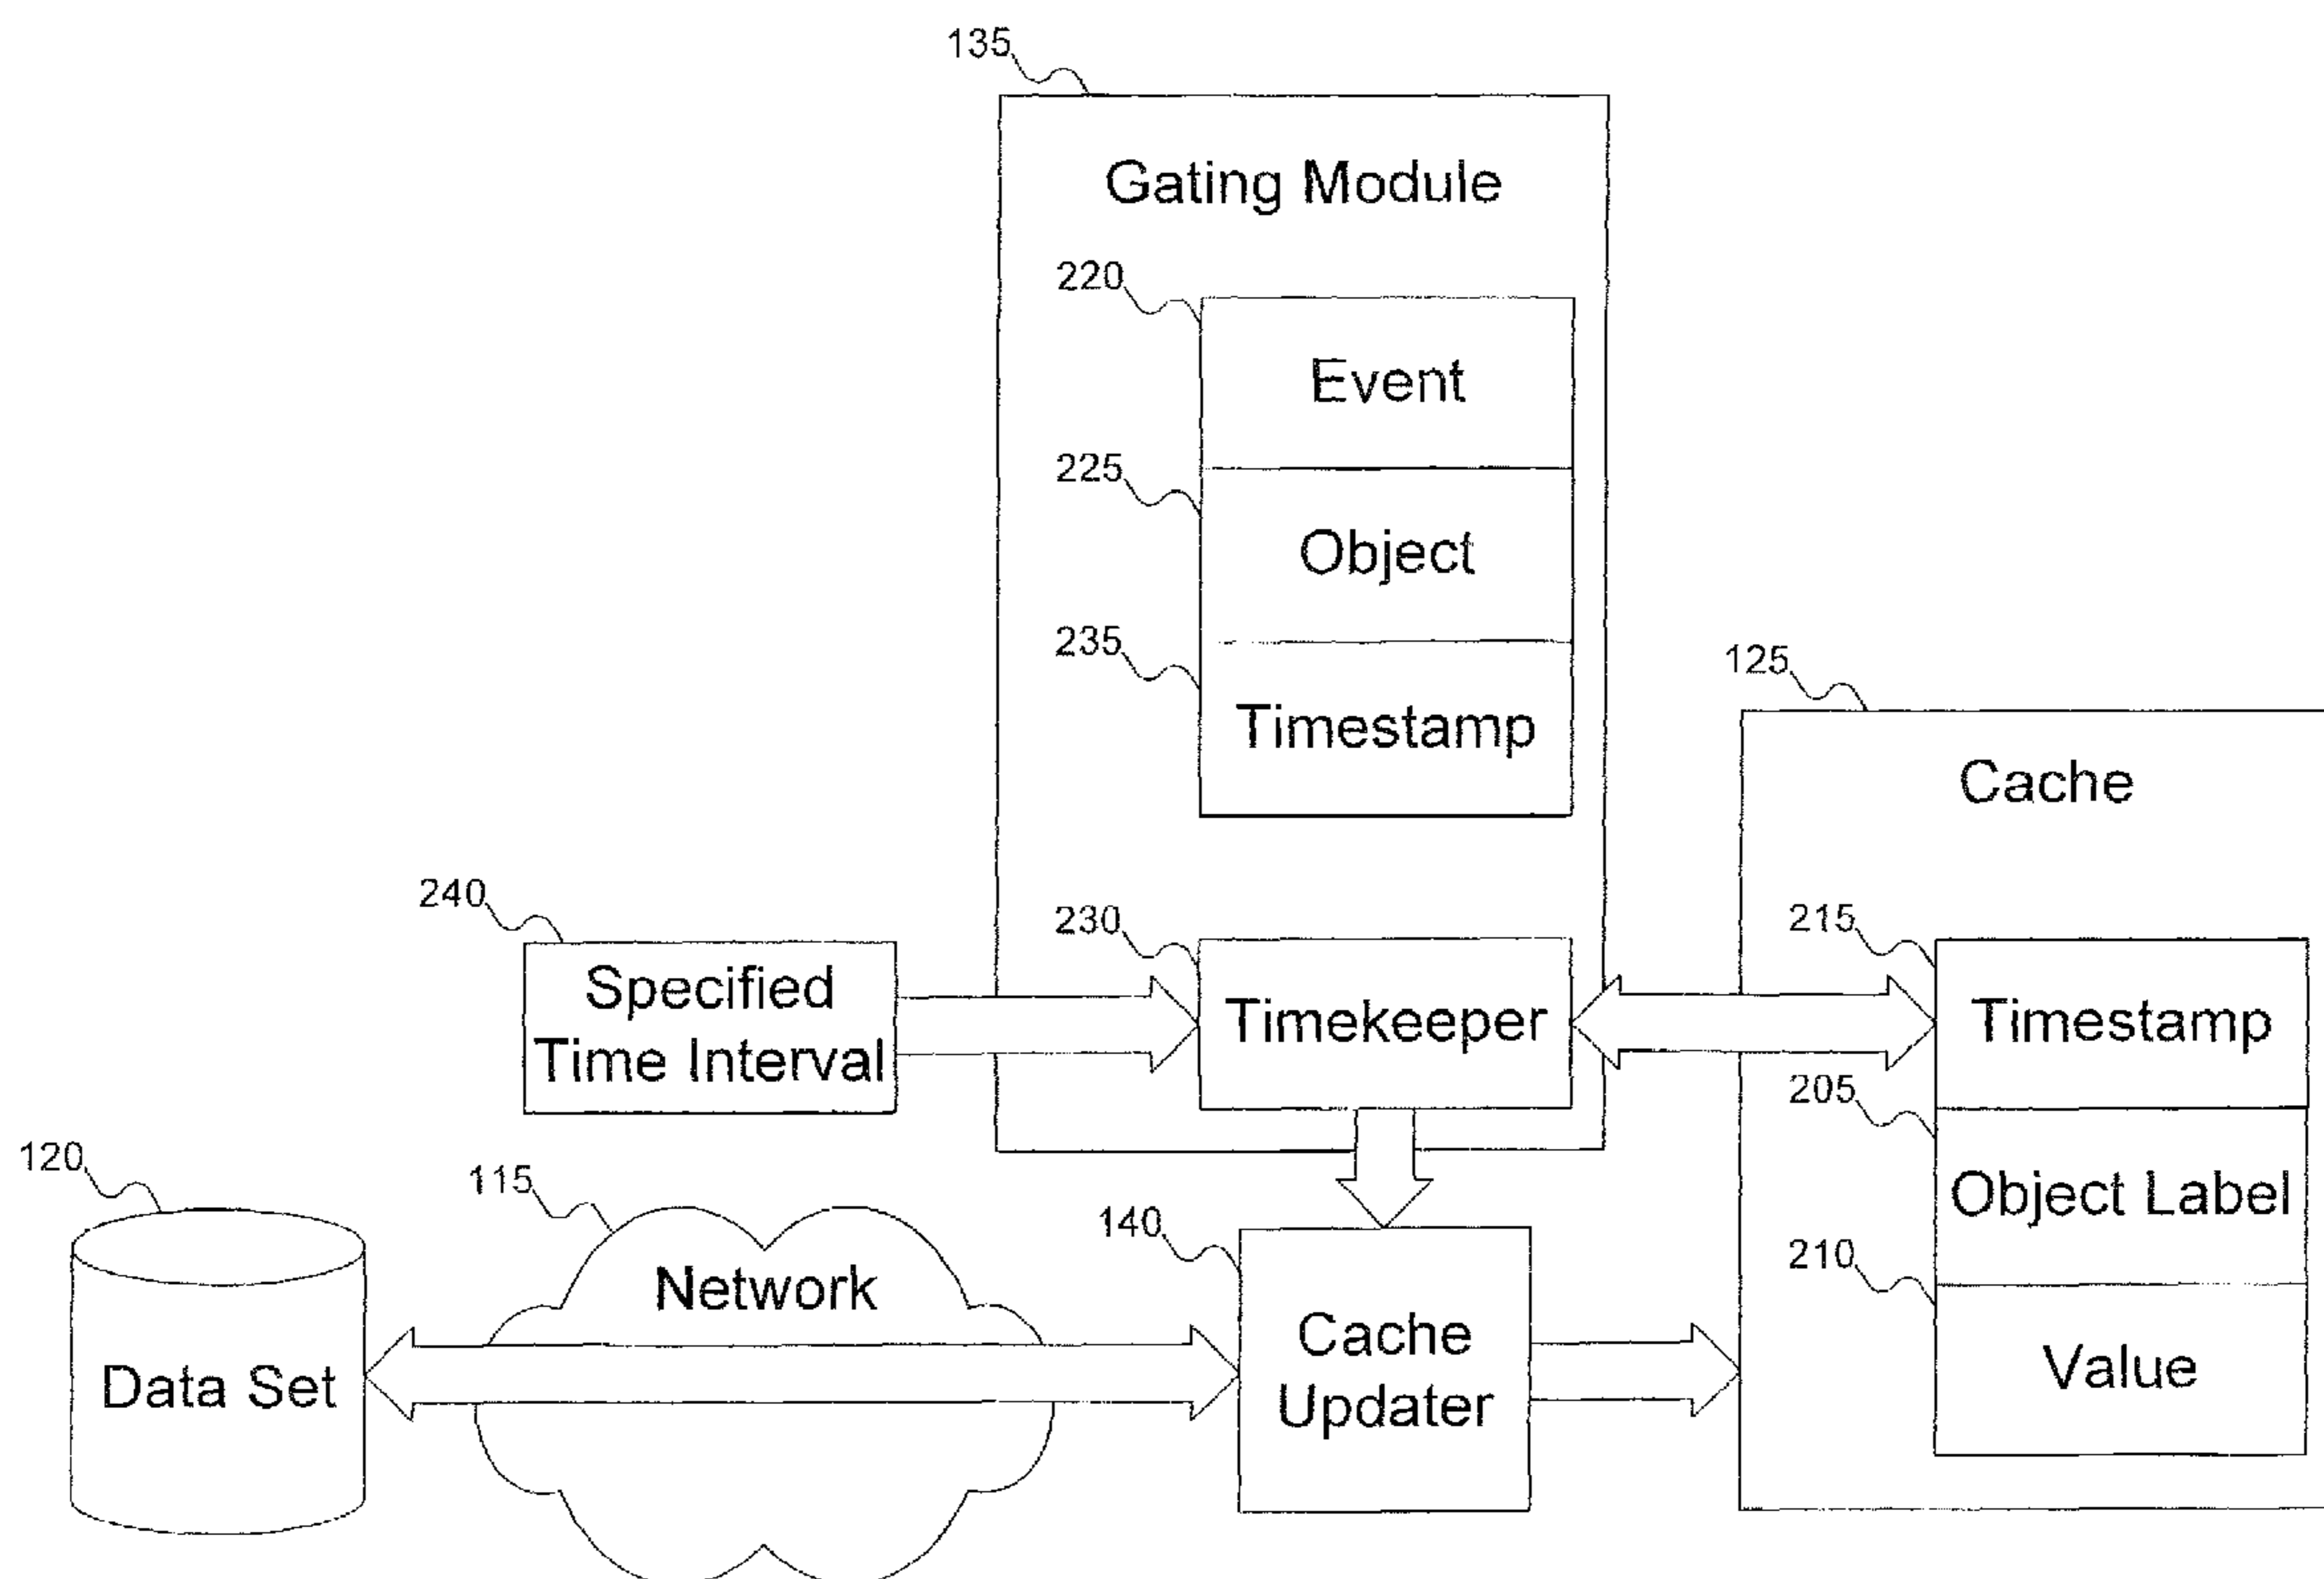 135
Gating Module
220
Event
225
Object
235
Timestamp
125
Cache
240
Specified
Time Interval
230
Timekeeper
215
Timestamp
205
Object Label
210
Value
120
Data Set
115
Network
140
Cache
Updater